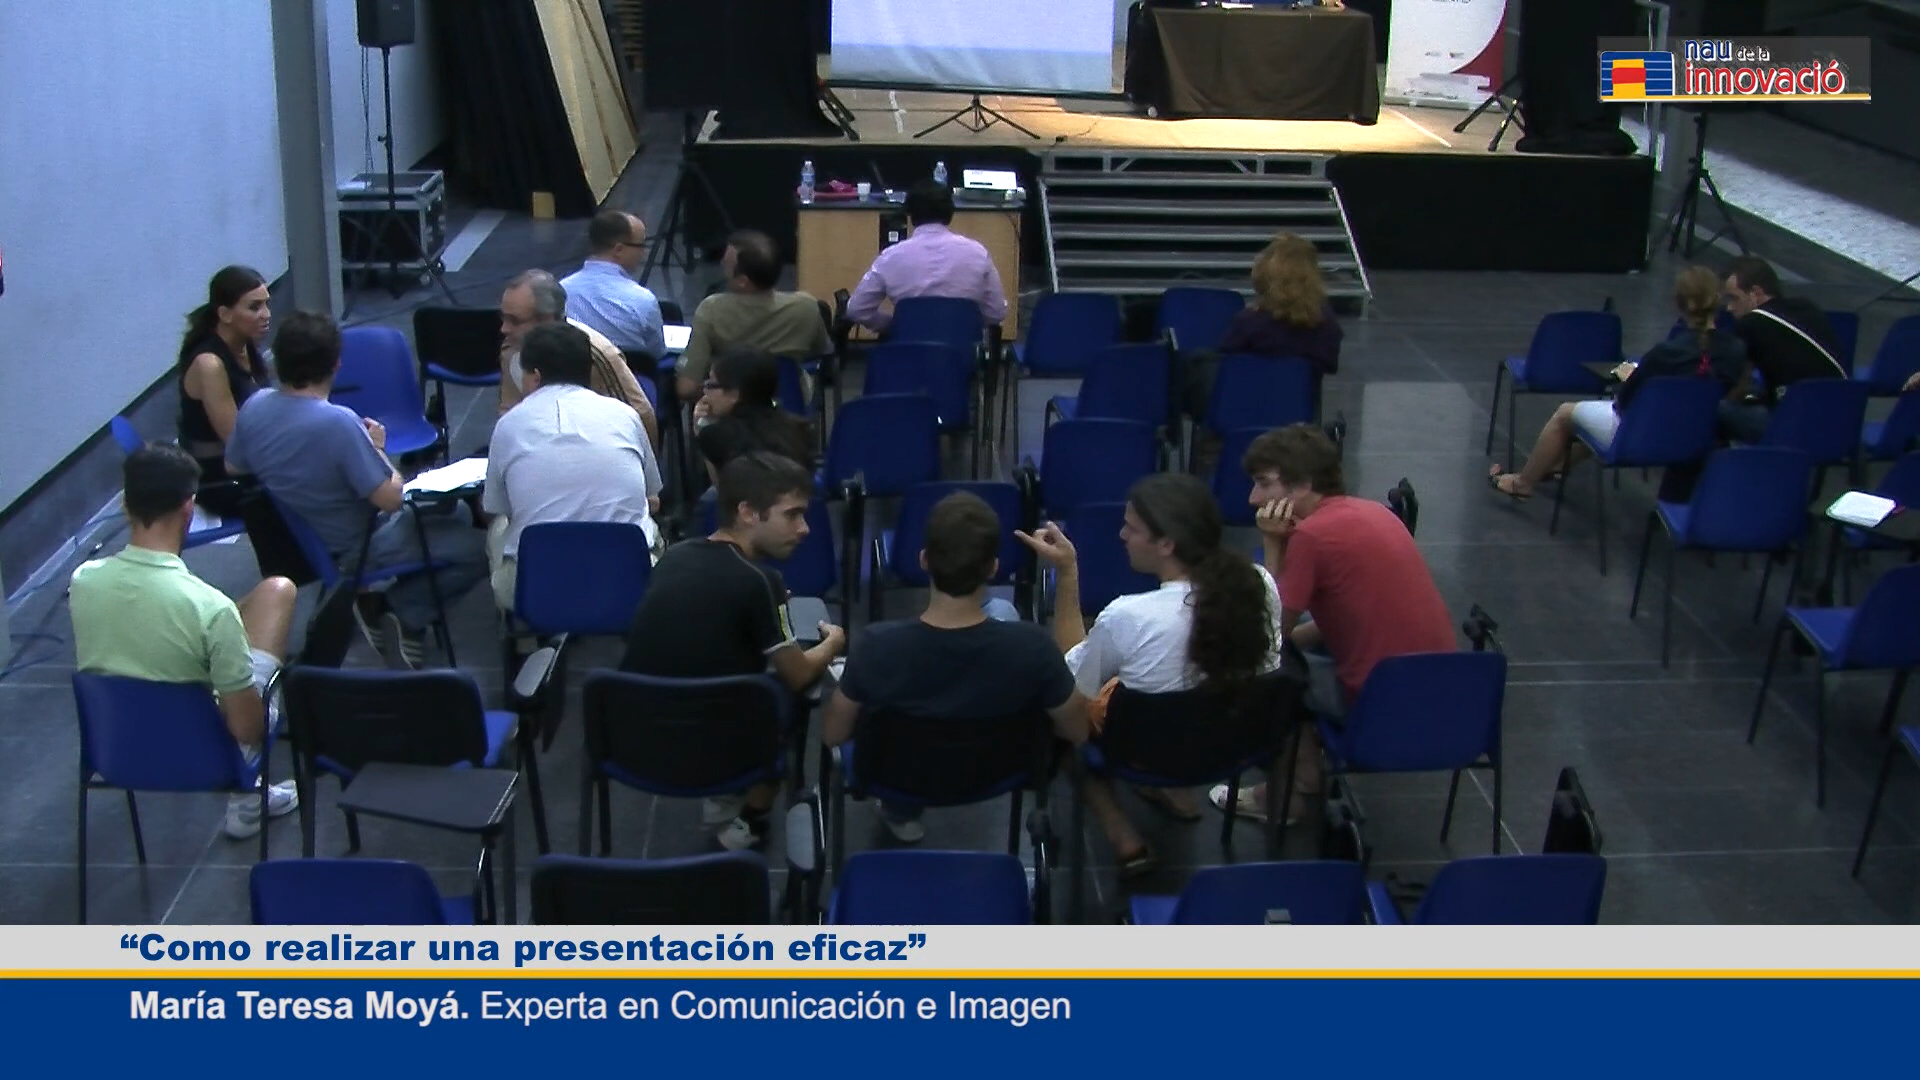 nau de la
innovació
“Como realizar una presentación eficaz”
María Teresa Moyá. Experta en Comunicación e Imagen